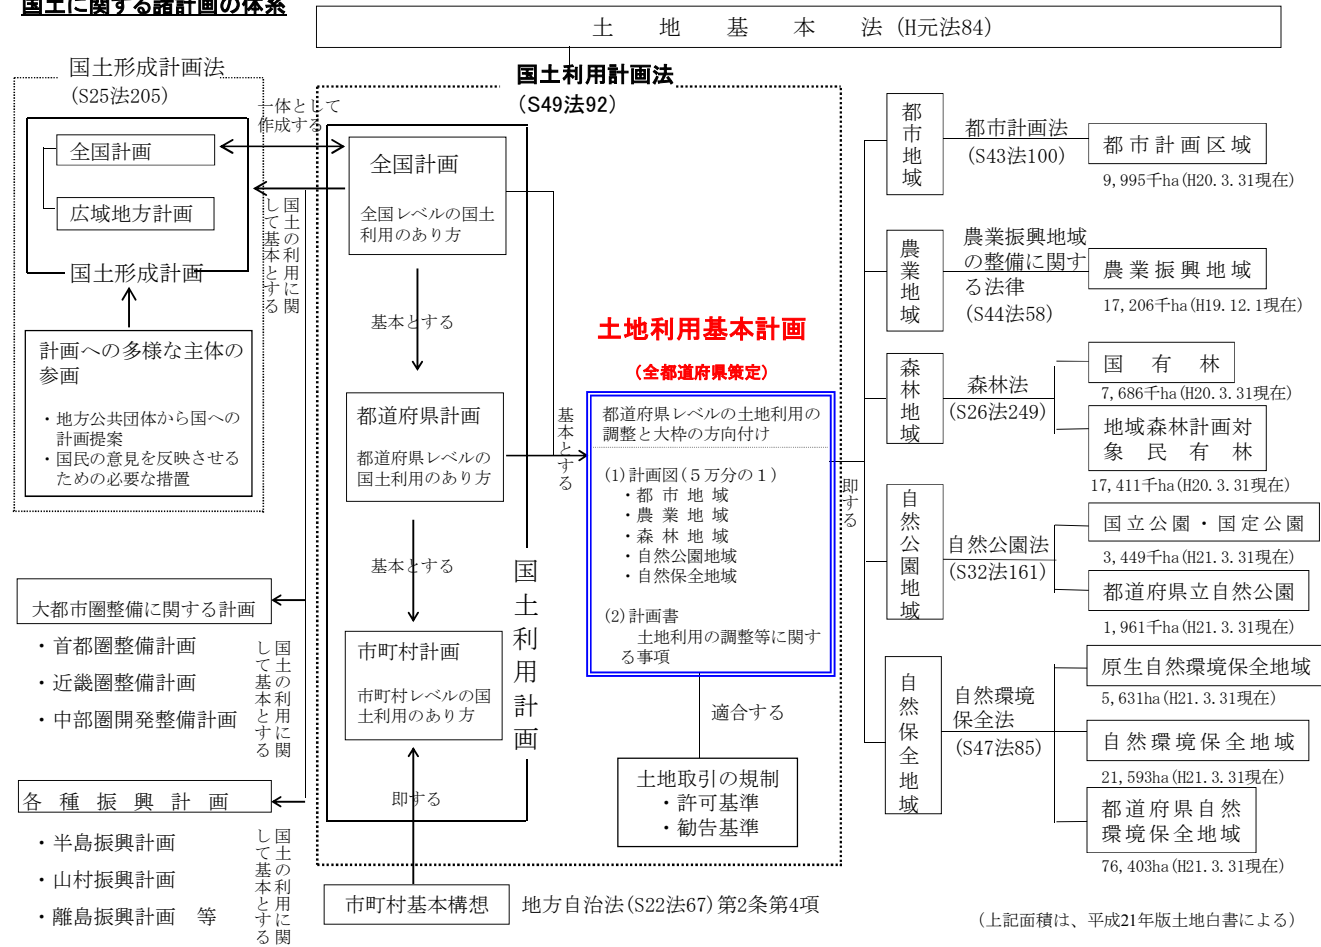 国土に関する諸計画の体系
土地基本法(H元法84)
国土形成計画法
(S25法205)
全国計画
広域地方計画
国土形成計画
計画への多様な主体の
参画
・地方公共団体から国への
計画提案
・国民の意見を反映させる
ための必要な措置
一体として
作成する
国土の利用に関
して基本とする
大都市圏整備に関する計画
・首都圏整備計画
・近畿圏整備計画
・中部圏開発整備計画
国土の利用に関
して基本とする
各種振興計画
・半島振興計画
・山村振興計画
・離島振興計画 等
国土の利用に関
して基本とする
国土利用計画法
(S49法92)
全国計画
全国レベルの国土
利用のあり方
基本とする
都道府県計画
都道府県レベルの
国土利用のあり方
基本とする
市町村計画
市町村レベルの国
土利用のあり方
国土利用計画
即する
市町村基本構想
地方自治法(S22法67)第2条第4項
基本とする
土地利用基本計画
(全都道府県策定)
都道府県レベルの土地利用の
調整と大枠の方向付け
(1)計画図(5万分の1)
・都市地域
・農業地域
・森林地域
・自然公園地域
・自然保全地域
(2)計画書
土地利用の調整等に関す
る事項
適合する
土地取引の規制
・許可基準
・勧告基準
即する
都市地域
都市計画法
(S43法100)
都市計画区域
9,995千ha(H20.3.31現在)
農業地域
農業振興地域
の整備に関す
る法律
(S44法58)
農業振興地域
17,206千ha(H19.12.1現在)
森林地域
森林法
(S26法249)
国有林
7,686千ha(H20.3.31現在)
地域森林計画対
象民有林
17,411千ha(H20.3.31現在)
自然公園地域
自然公園法
(S32法161)
国立公園・国定公園
3,449千ha(H21.3.31現在)
都道府県立自然公園
1,961千ha(H21.3.31現在)
自然保全地域
自然環境
保全法
(S47法85)
原生自然環境保全地域
5,631ha(H21.3.31現在)
自然環境保全地域
21,593ha(H21.3.31現在)
都道府県自然
環境保全地域
76,403ha(H21.3.31現在)
(上記面積は、平成21年版土地白書による)